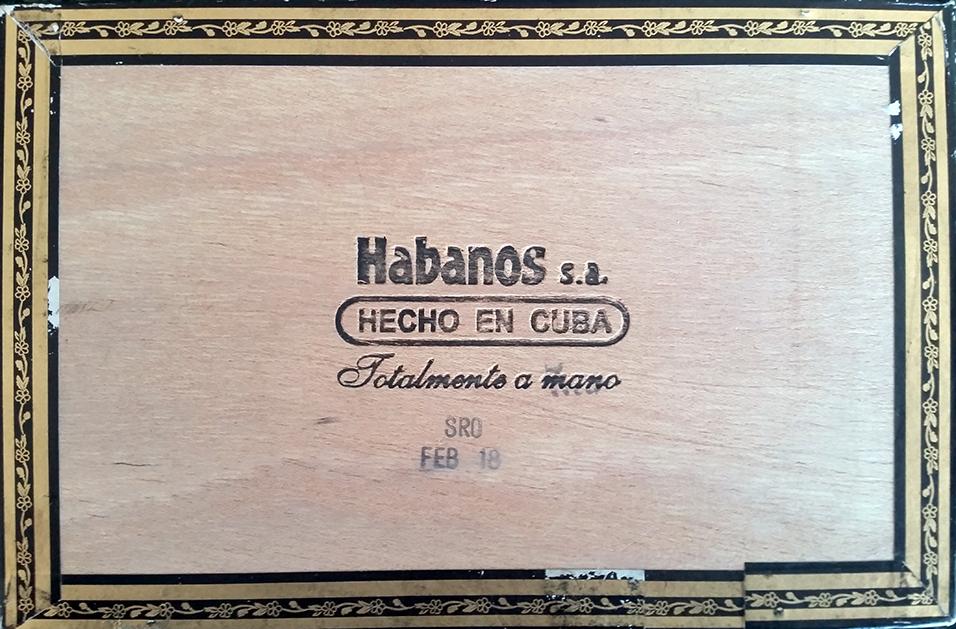 Habanos s.a.
HECHO EN CUBA
Totalmente a mano
SRO
FEB 18